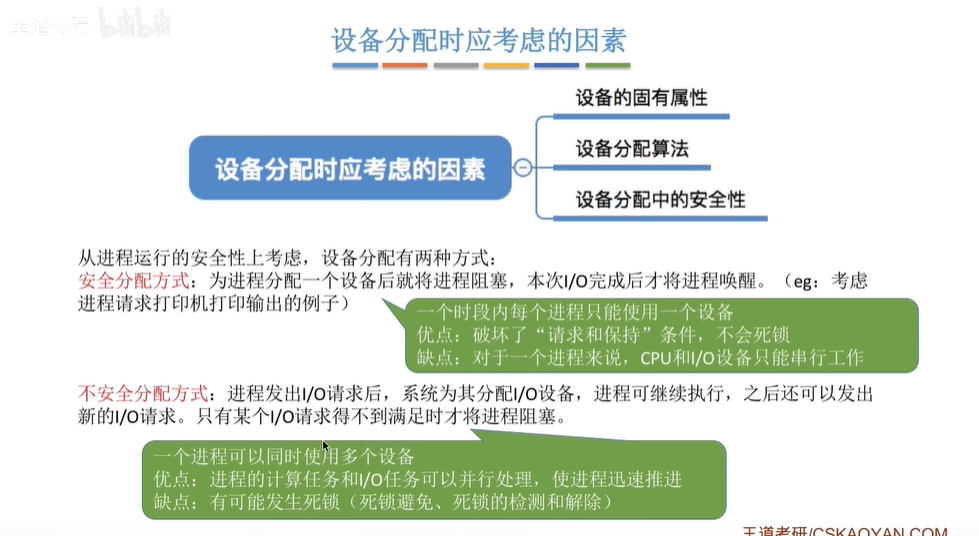 王道论坛 bilibili
设备分配时应考虑的因素
设备的固有属性
设备分配时应考虑的因素
设备分配算法
设备分配中的安全性
从进程运行的安全性上考虑，设备分配有两种方式：
安全分配方式：为进程分配一个设备后就将进程阻塞，本次I/O完成后才将进程唤醒。（eg：考虑
进程请求打印机打印输出的例子）
一个时段内每个进程只能使用一个设备
优点：破坏了“请求和保持”条件，不会死锁
缺点：对于一个进程来说，CPU和I/O设备只能串行工作
不安全分配方式：进程发出I/O请求后，系统为其分配I/O设备，进程可继续执行，之后还可以发出
新的I/O请求。只有某个I/O请求得不到满足时才将进程阻塞。
一个进程可以同时使用多个设备
优点：进程的计算任务和I/O任务可以并行处理，使进程迅速推进
缺点：有可能发生死锁（死锁避免、死锁的检测和解除）
王道考研/CSKAOYAN.COM